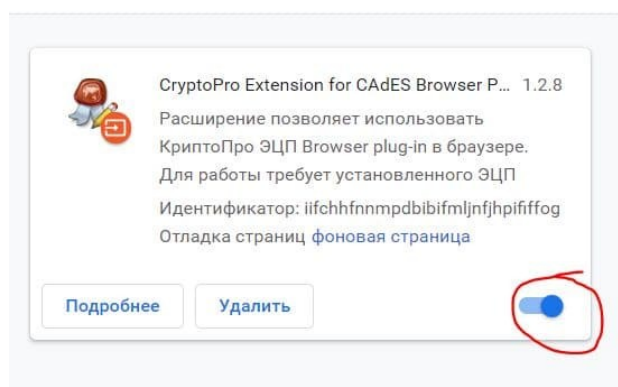 CryptoPro Extension for CAdES Browser P... 1.2.8
Расширение позволяет использовать
КриптоПро ЭЦП Browser plug-in в браузере.
Для работы требует установленного ЭЦП
Идентификатор: iifchhfnnmpdbibifmljnfjhpififfog
Отладка страниц фоновая страница
Подробнее Удалить